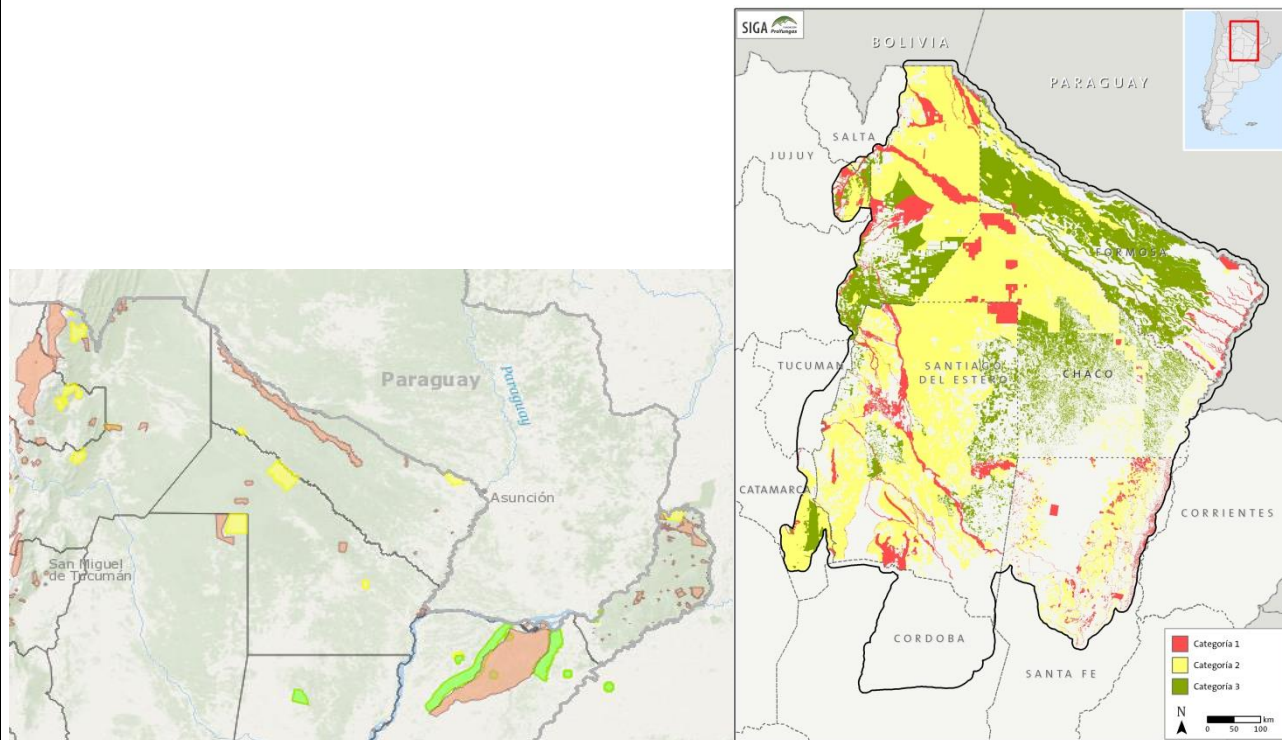 Paraguay
Paraguay
Asunción
San Miguel
de Tucumán
SIGA
ProYungas
BOLIVIA
PARAGUAY
SALTA
JUJUY
FORMOSA
TUCUMAN
SANTIAGO
DEL ESTERO
CHACO
CATAMARCA
CORRIENTES
CORDOBA
SANTA FE
Categoría 1
Categoría 2
Categoría 3
N
0 50 100
km